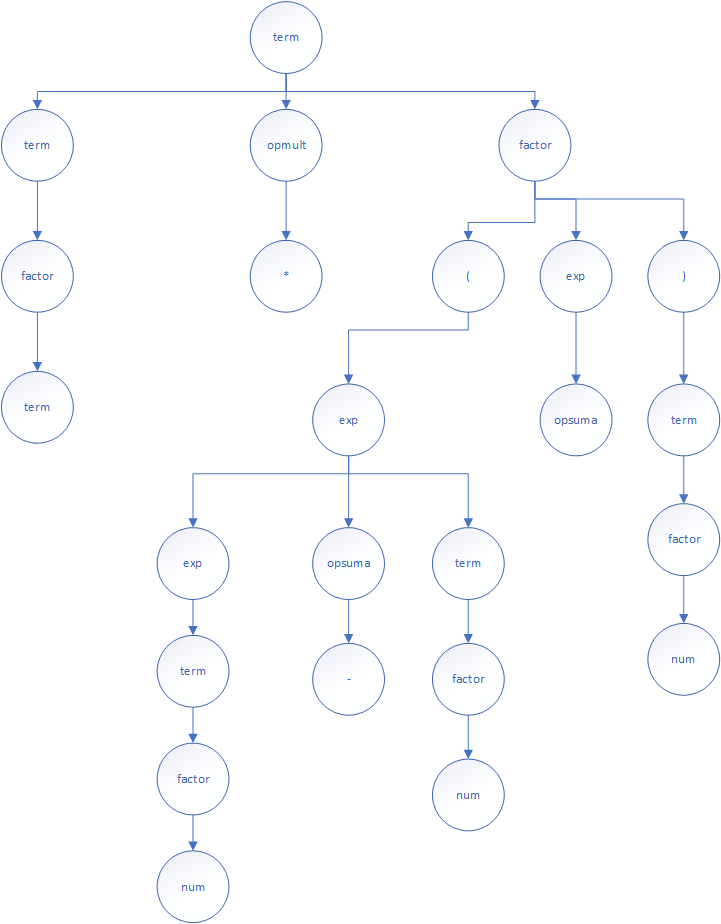 term
term opmult factor
factor * ( exp )
term
exp opsuma term
factor
exp opsuma term
num
term - factor
factor num
num